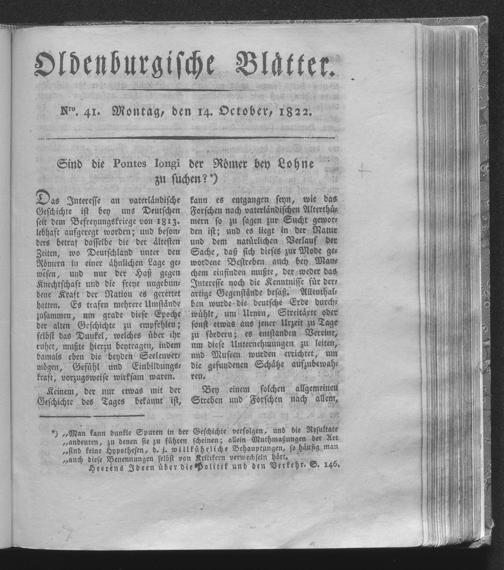 Oldenburgische Blätter.
Nro. 41. Montag, den 14. October, 1822.
Sind die Pontes longi der Römer bey Lohne
zu suchen?*)
Das Interesse an vaterländische
Geschichte ist bey uns Deutschen
seit dem Befreyungskriege von 1813.
lebhaft aufgeregt worden; und beson-
ders betraf dasselbe die der ältesten
Zeiten, wo Deutschland unter den
Römern in einer ähnlicher Lage ge-
wesen, und nur der Haß gegen
Knechtschaft und die freye ungebun-
dene Kraft der Nation es gerettet
hatten. Es trafen mehrere Umstände
zusammen, um grade diese Epoche
der alten Geschichte zu empfehlen;
selbst das Dunkel, welches über ihr
ruhet, mußte hierzu beytragen, indem
damals eben die beyden Seelenver-
mögen, Gefühl und Einbildungs-
kraft, vorzugsweise wirksam waren.
Keinem, der nur etwas mit der
Geschichte des Tages bekannt ist,
kann es entgangen seyn, wie das
Forschen nach vaterländischen Alterthü-
mern so zu sagen zur Sucht gewor-
den ist; und es liegt in der Natur
und dem natürlichen Verlauf der
Sache, daß sich dieses zur Mode ge-
wordene Bestreben auch bey Man-
chem einfinden mußte, der weder das
Interesse noch die Kenntnisse für der-
artige Gegenstände besaß. Allenthal-
ben wurde die deutsche Erde durch-
wühlt, um Urnen, Streitäxte oder
sonst etwas aus jener Urzeit zu Tage
zu fördern; es entstanden Vereine,
um diese Unternehmungen zu leiten,
und Museen wurden errichtet, um
die gefundenen Schätze aufzubewah-
ren.
Bey einem solchen allgemeinen
Streben und Forschen nach allem,
*) „Man kann dunkle Spuren in der Geschichte verfolgen, und die Resultate
„andeuten, zu denen sie zu führen scheinen; allein Muthmaßungen der Art
„sind keine Hypothesen, d. i. willkührliche Behauptungen, so häufig man
„auch diese Benennungen selbst von Kritikern verwechseln hört.
Heerens Ideen über die Politik und den Verkehr. S. 146.